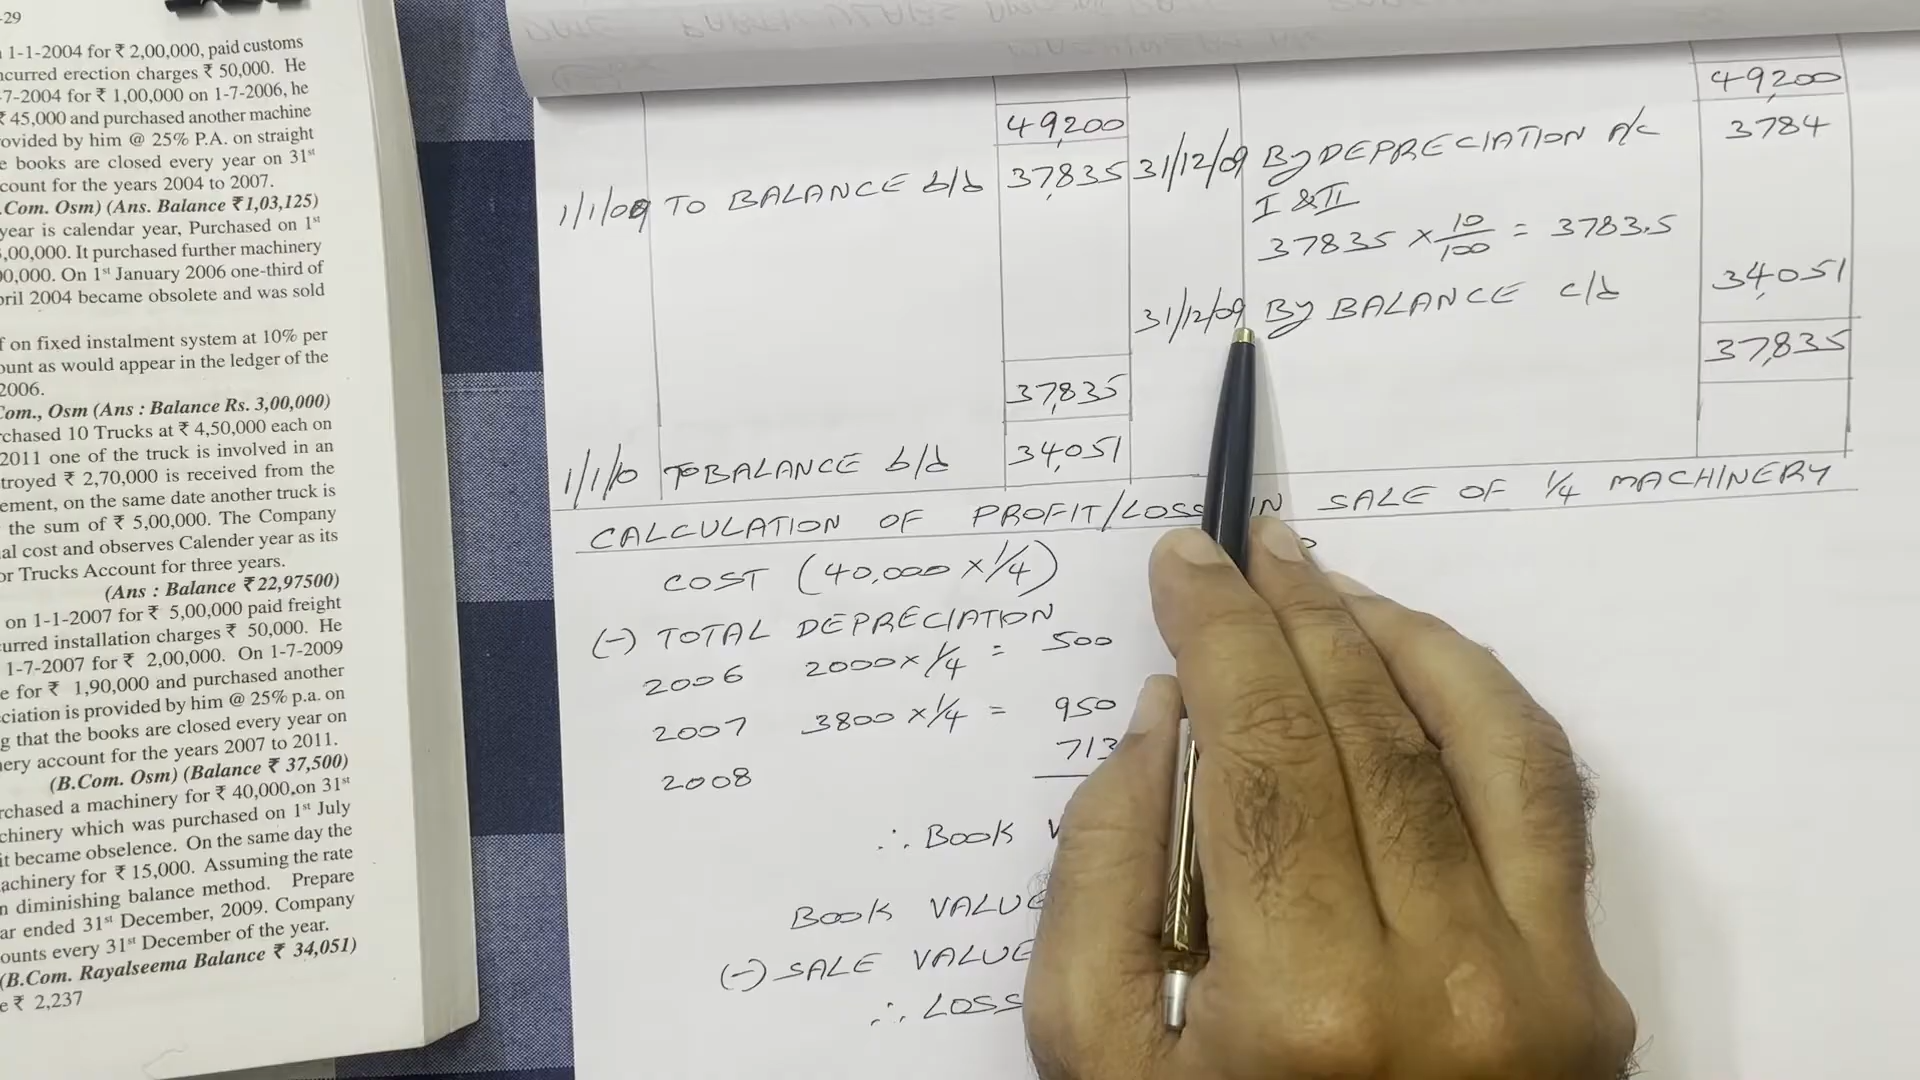 -29
1-1-2004 for ₹ 2,00,000, paid customs
ncurred erection charges ₹ 50,000. He
-7-2004 for ₹ 1,00,000 on 1-7-2006, he
₹ 45,000 and purchased another machine
ovided by him @ 25% P.A. on straight
e books are closed every year on 31st
count for the years 2004 to 2007.
.Com. Osm) (Ans. Balance ₹1,03,125)
year is calendar year, Purchased on 1st
,00,000. It purchased further machinery
00,000. On 1st January 2006 one-third of
pril 2004 became obsolete and was sold
f on fixed instalment system at 10% per
ount as would appear in the ledger of the
2006.
Com., Osm (Ans : Balance Rs. 3,00,000)
rchased 10 Trucks at ₹ 4,50,000 each on
2011 one of the truck is involved in an
troyed ₹ 2,70,000 is received from the
ement, on the same date another truck is
the sum of ₹ 5,00,000. The Company
al cost and observes Calender year as its
or Trucks Account for three years.
(Ans : Balance ₹ 22,97500)
on 1-1-2007 for ₹ 5,00,000 paid freight
urred installation charges ₹ 50,000. He
1-7-2007 for ₹ 2,00,000. On 1-7-2009
e for ₹ 1,90,000 and purchased another
ciation is provided by him @ 25% p.a. on
g that the books are closed every year on
ery account for the years 2007 to 2011.
(B.Com. Osm) (Balance ₹ 37,500)
rchased a machinery for ₹ 40,000,on 31st
chinery which was purchased on 1st July
it became obselence. On the same day the
achinery for ₹ 15,000. Assuming the rate
n diminishing balance method. Prepare
ar ended 31st December, 2009. Company
ounts every 31st December of the year.
(B.Com. Rayalseema Balance ₹ 34,051)
e ₹ 2,237
49,200 49,200
1/1/09 TO BALANCE b/d 37,835 31/12/09 By DEPRECIATION A/c 3784
I & II
37835 × 10/100 = 3783.5
31/12/09 By BALANCE c/d 34,051
37,835 37,835
1/1/10 TO BALANCE b/d 34,051
CALCULATION OF PROFIT/LOSS IN SALE OF 1/4 MACHINERY
COST (40,000 × 1/4)
(-) TOTAL DEPRECIATION
2006 2000 × 1/4 = 500
2007 3800 × 1/4 = 950
2008 713
∴ BOOK
BOOK VALUE
(-) SALE VALUE
∴ LOSS